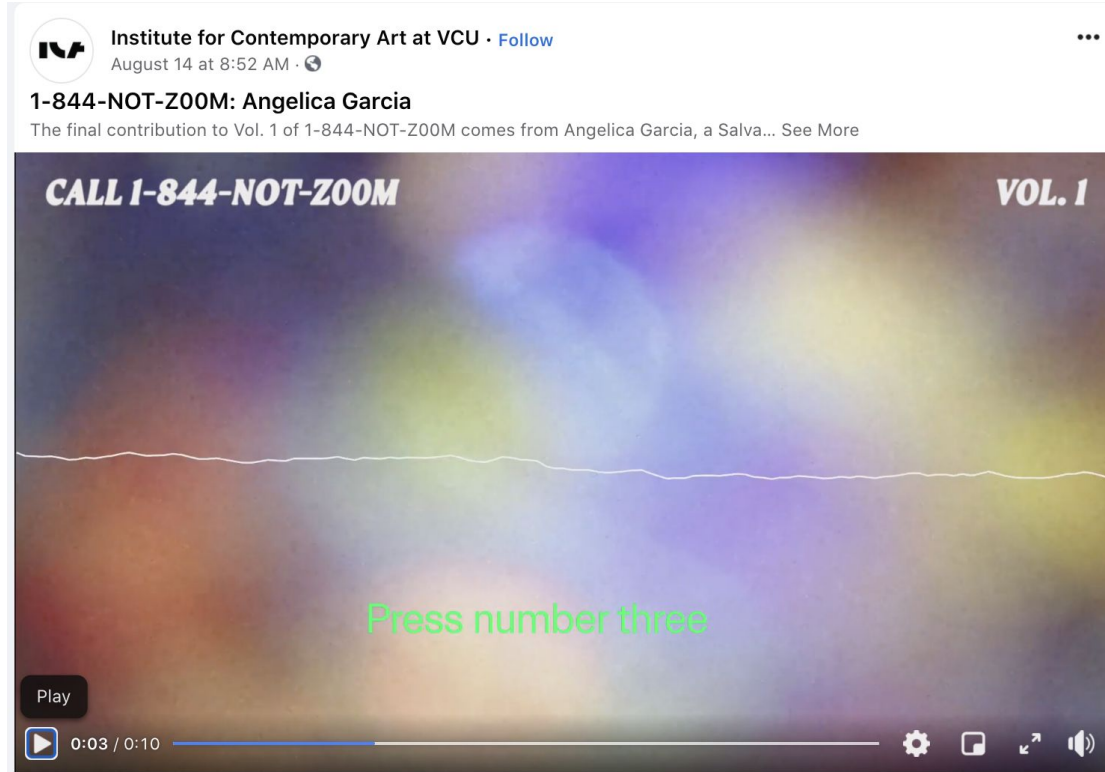 Institute for Contemporary Art at VCU · Follow
August 14 at 8:52 AM ·
1-844-NOT-Z00M: Angelica Garcia
The final contribution to Vol. 1 of 1-844-NOT-Z00M comes from Angelica Garcia, a Salva... See More
CALL 1-844-NOT-Z00M VOL. 1
Press number three
Play
0:03 / 0:10